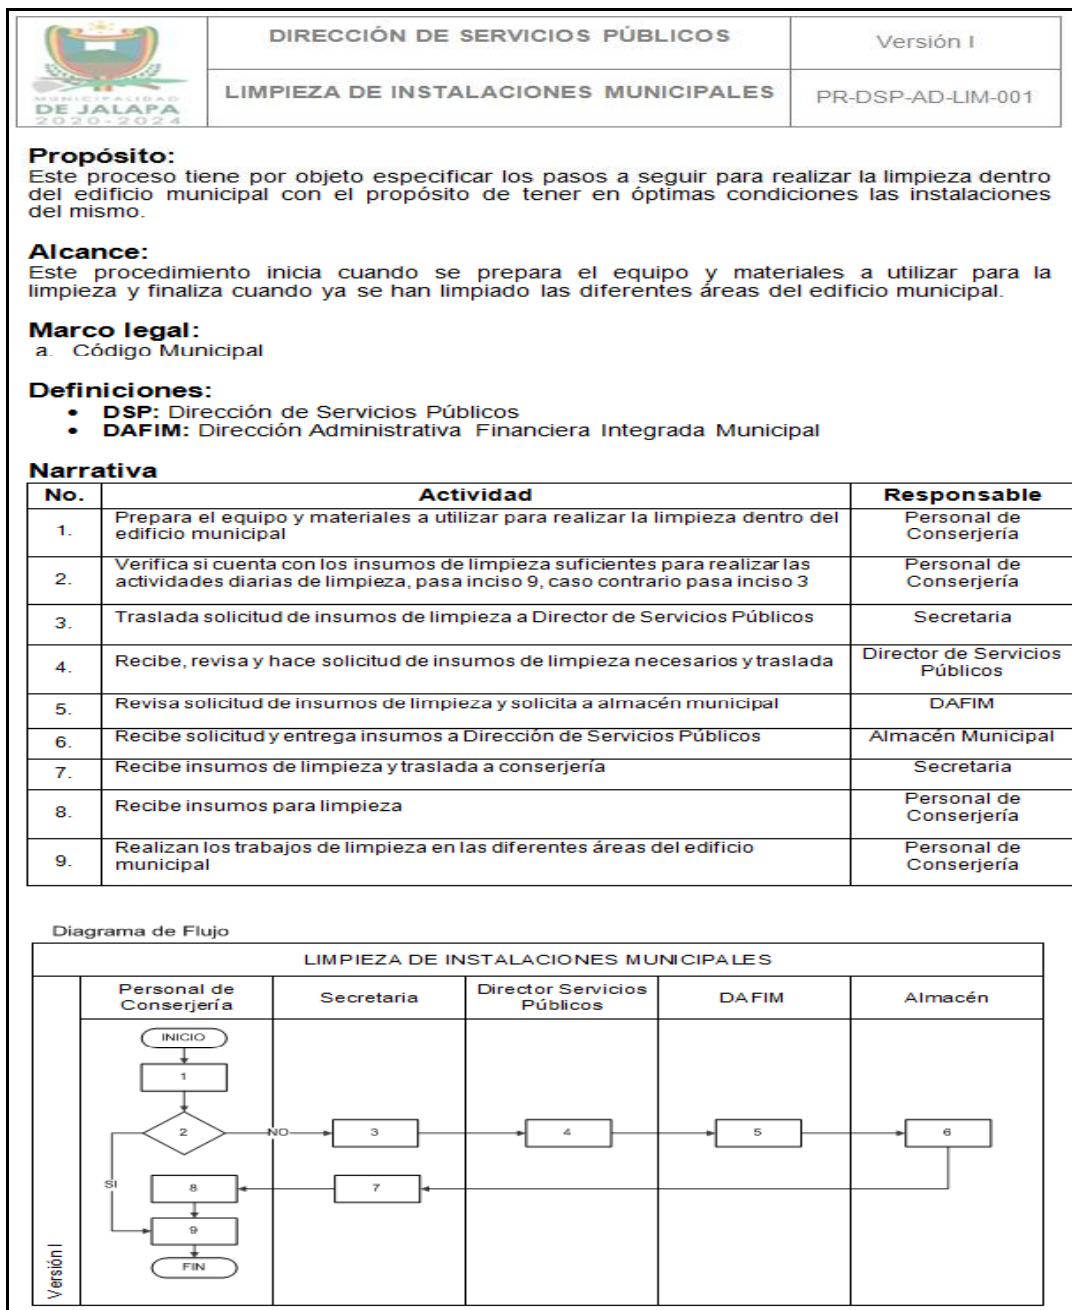 MUNICIPALIDAD
DE JALAPA
2020-2024
DIRECCIÓN DE SERVICIOS PÚBLICOS
Versión I
LIMPIEZA DE INSTALACIONES MUNICIPALES
PR-DSP-AD-LIM-001
Propósito:
Este proceso tiene por objeto especificar los pasos a seguir para realizar la limpieza dentro
del edificio municipal con el propósito de tener en óptimas condiciones las instalaciones
del mismo.
Alcance:
Este procedimiento inicia cuando se prepara el equipo y materiales a utilizar para la
limpieza y finaliza cuando ya se han limpiado las diferentes áreas del edificio municipal.
Marco legal:
a. Código Municipal
Definiciones:
• DSP: Dirección de Servicios Públicos
• DAFIM: Dirección Administrativa Financiera Integrada Municipal
Narrativa
No. Actividad Responsable
1. Prepara el equipo y materiales a utilizar para realizar la limpieza dentro del
edificio municipal
Personal de
Conserjería
2. Verifica si cuenta con los insumos de limpieza suficientes para realizar las
actividades diarias de limpieza, pasa inciso 9, caso contrario pasa inciso 3
Personal de
Conserjería
3. Traslada solicitud de insumos de limpieza a Director de Servicios Públicos Secretaria
4. Recibe, revisa y hace solicitud de insumos de limpieza necesarios y traslada
Director de Servicios
Públicos
5. Revisa solicitud de insumos de limpieza y solicita a almacén municipal DAFIM
6. Recibe solicitud y entrega insumos a Dirección de Servicios Públicos Almacén Municipal
7. Recibe insumos de limpieza y traslada a conserjería Secretaria
8. Recibe insumos para limpieza
Personal de
Conserjería
9. Realizan los trabajos de limpieza en las diferentes áreas del edificio
municipal
Personal de
Conserjería
Diagrama de Flujo
LIMPIEZA DE INSTALACIONES MUNICIPALES
Personal de
Conserjería
Secretaria
Director Servicios
Públicos
DAFIM
Almacén
INICIO
1
2
NO
3
4
5
6
SI
8
7
9
FIN
Versión I